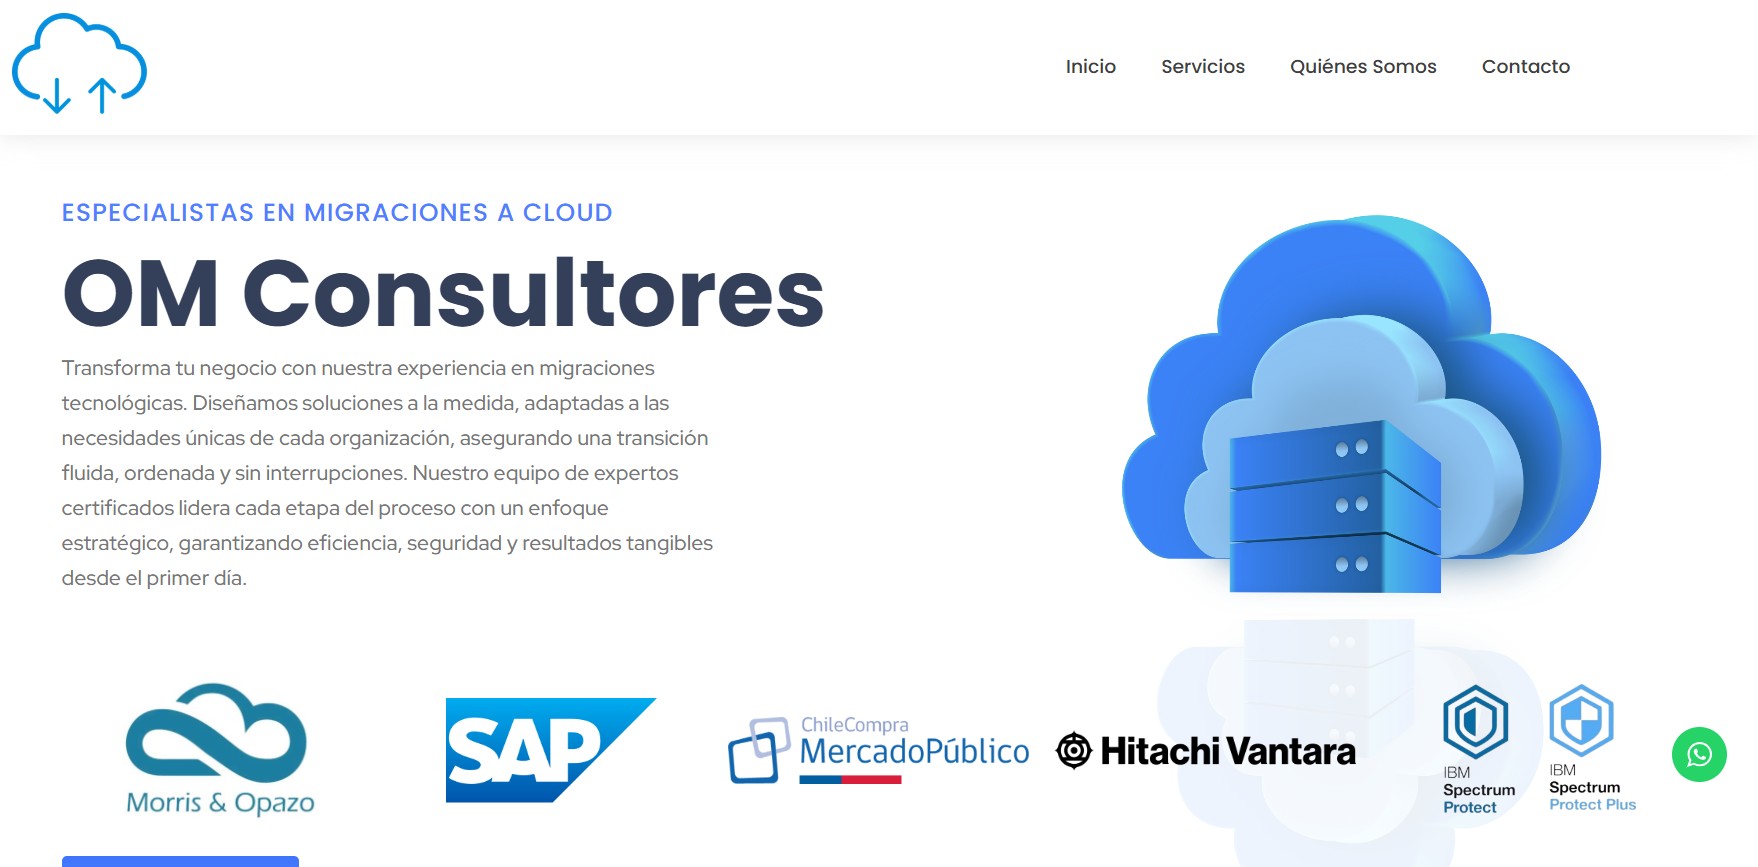 Inicio
Servicios
Quiénes Somos
Contacto
ESPECIALISTAS EN MIGRACIONES A CLOUD
OM Consultores
Transforma tu negocio con nuestra experiencia en migraciones
tecnológicas. Diseñamos soluciones a la medida, adaptadas a las
necesidades únicas de cada organización, asegurando una transición
fluida, ordenada y sin interrupciones. Nuestro equipo de expertos
certificados lidera cada etapa del proceso con un enfoque
estratégico, garantizando eficiencia, seguridad y resultados tangibles
desde el primer día.
Morris & Opazo
SAP
ChileCompra
MercadoPúblico
Hitachi Vantara
IBM
Spectrum
Protect
IBM
Spectrum
Protect Plus